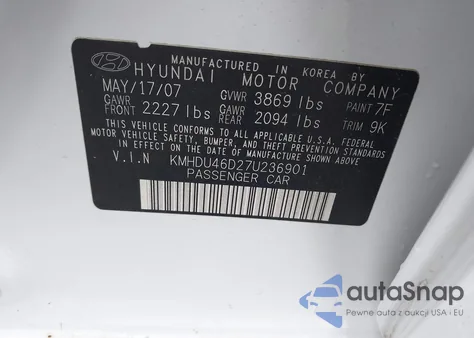 MANUFACTURED IN KOREA BY
HYUNDAI MOTOR COMPANY
MAY/17/07 GVWR 3869 lbs PAINT 7F
GAWR FRONT 2227 lbs GAWR REAR 2094 lbs TRIM 9K
THIS VEHICLE CONFORMS TO ALL APPLICABLE U.S.A. FEDERAL
MOTOR VEHICLE SAFETY, BUMPER, AND THEFT PREVENTION
STANDARDS IN EFFECT ON THE DATE OF MANUFACTURE SHOWN ABOVE.
V.I.N KMHDU46D27U236901
PASSENGER CAR
autoSnap
Pewne auta z aukcji USA - EU